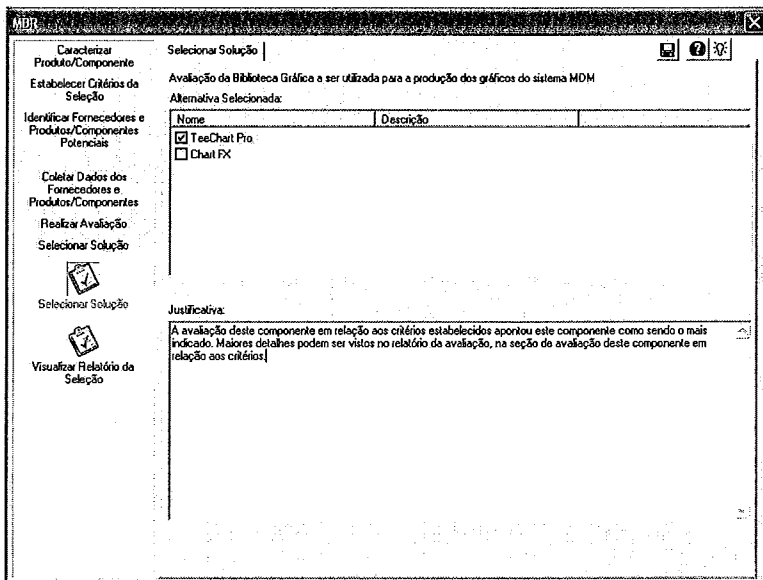 MDR
Caracterizar
Produto/Componente
Estabelecer Critérios da
Seleção
Identificar Fornecedores e
Produtos/Componentes
Potenciais
Coletar Dados dos
Fornecedores e
Produtos/Componentes
Realizar Avaliação
Selecionar Solução
Selecionar Solução
Visualizar Relatório da
Seleção
Selecionar Solução
Avaliação da Biblioteca Gráfica a ser utilizada para a produção dos gráficos do sistema MDM
Alternativa Selecionada:
Nome Descrição
TeeChart Pro
Chart FX
Justificativa:
A avaliação deste componente em relação aos critérios estabelecidos apontou este componente como sendo o mais
indicado. Maiores detalhes podem ser vistos no relatório da avaliação, na seção de avaliação deste componente em
relação aos critérios.